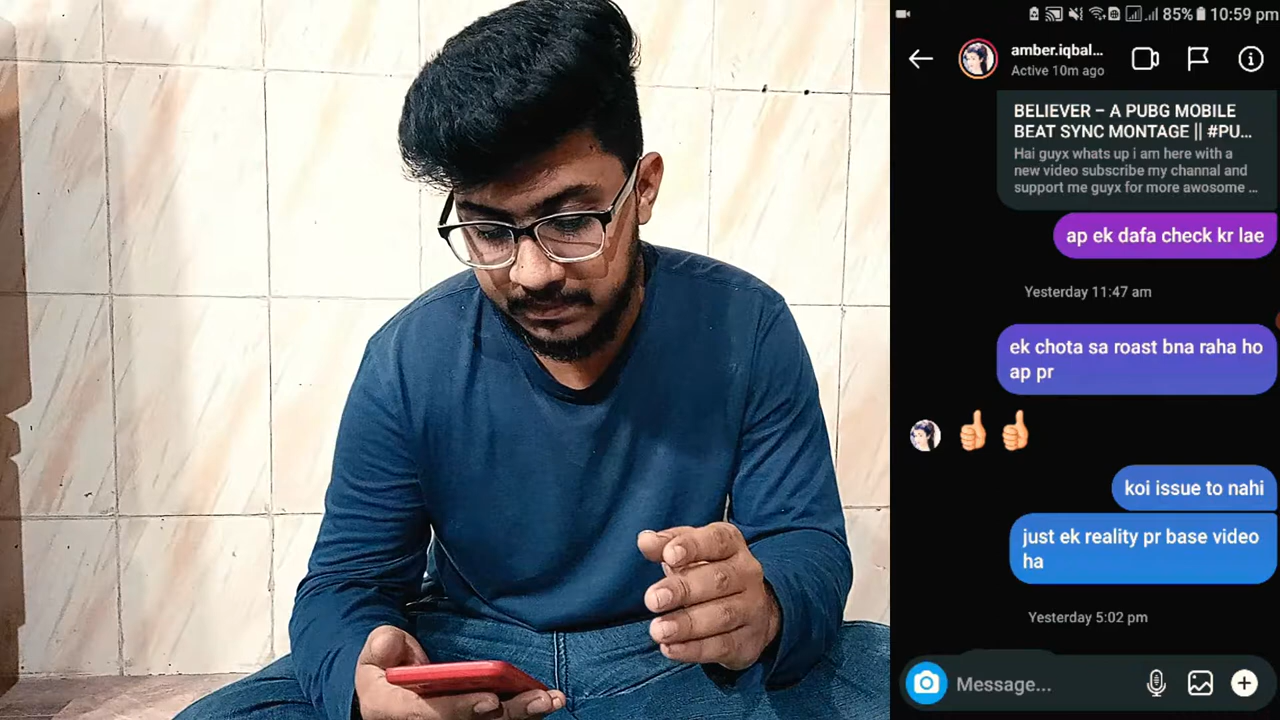 85% 10:59 pm
amber.iqbal...
Active 10m ago
BELIEVER – A PUBG MOBILE
BEAT SYNC MONTAGE || #PU...
Hai guyx whats up i am here with a
new video subscribe my channal and
support me guyx for more awosome ...
ap ek dafa check kr lae
Yesterday 11:47 am
ek chota sa roast bna raha ho
ap pr
koi issue to nahi
just ek reality pr base video
ha
Yesterday 5:02 pm
Message...